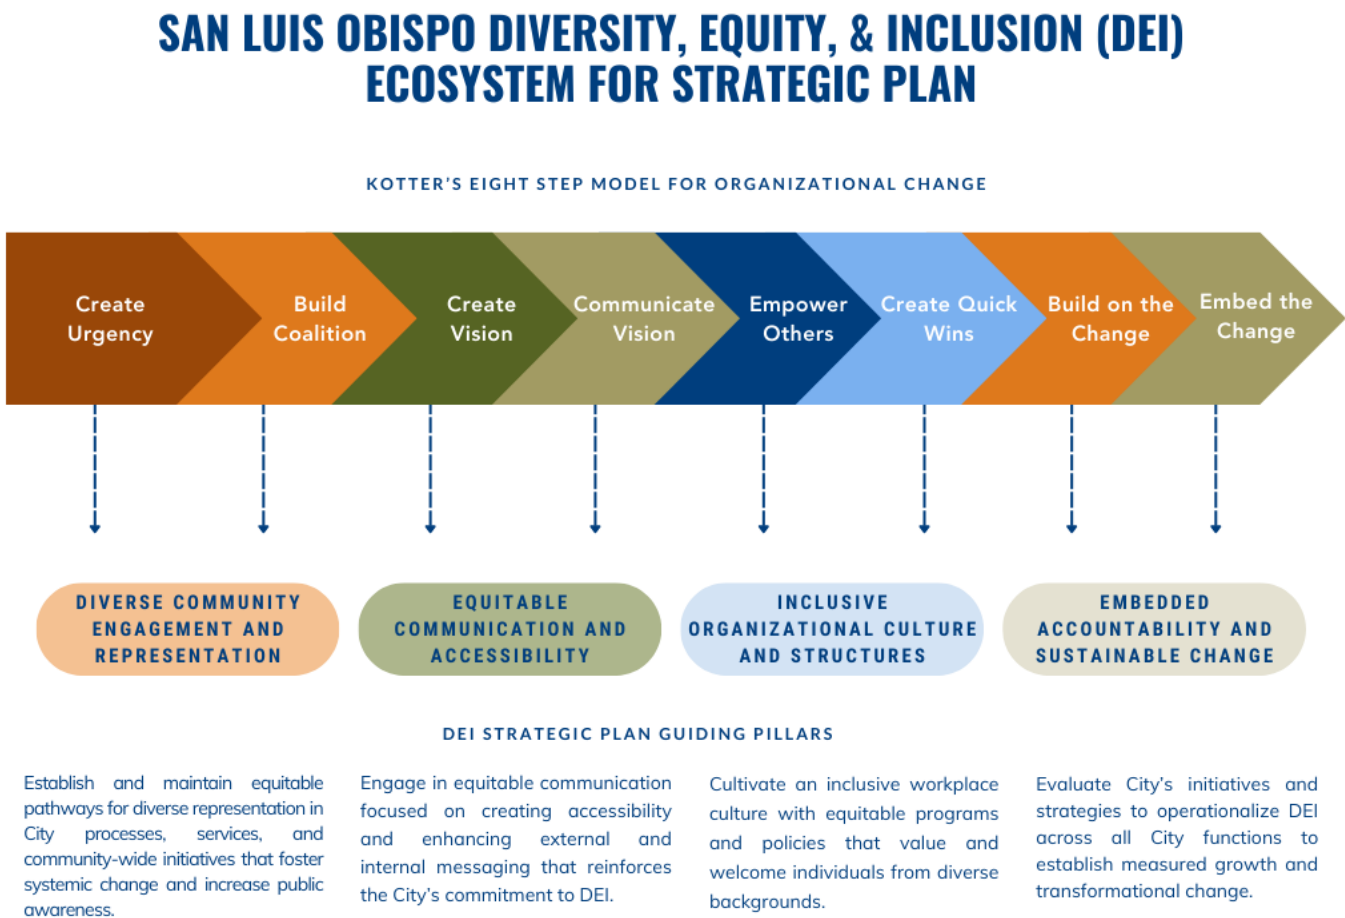 SAN LUIS OBISPO DIVERSITY, EQUITY, & INCLUSION (DEI)
ECOSYSTEM FOR STRATEGIC PLAN
KOTTER'S EIGHT STEP MODEL FOR ORGANIZATIONAL CHANGE
Create
Urgency
Build
Coalition
Create
Vision
Communicate
Vision
Empower
Others
Create Quick
Wins
Build on the
Change
Embed the
Change
DIVERSE COMMUNITY
ENGAGEMENT AND
REPRESENTATION
EQUITABLE
COMMUNICATION AND
ACCESSIBILITY
INCLUSIVE
ORGANIZATIONAL CULTURE
AND STRUCTURES
EMBEDDED
ACCOUNTABILITY AND
SUSTAINABLE CHANGE
DEI STRATEGIC PLAN GUIDING PILLARS
Establish and maintain equitable
pathways for diverse representation in
City processes, services, and
community-wide initiatives that foster
systemic change and increase public
awareness.
Engage in equitable communication
focused on creating accessibility
and enhancing external and
internal messaging that reinforces
the City's commitment to DEI.
Cultivate an inclusive workplace
culture with equitable programs
and policies that value and
welcome individuals from diverse
backgrounds.
Evaluate City's initiatives and
strategies to operationalize DEI
across all City functions to
establish measured growth and
transformational change.